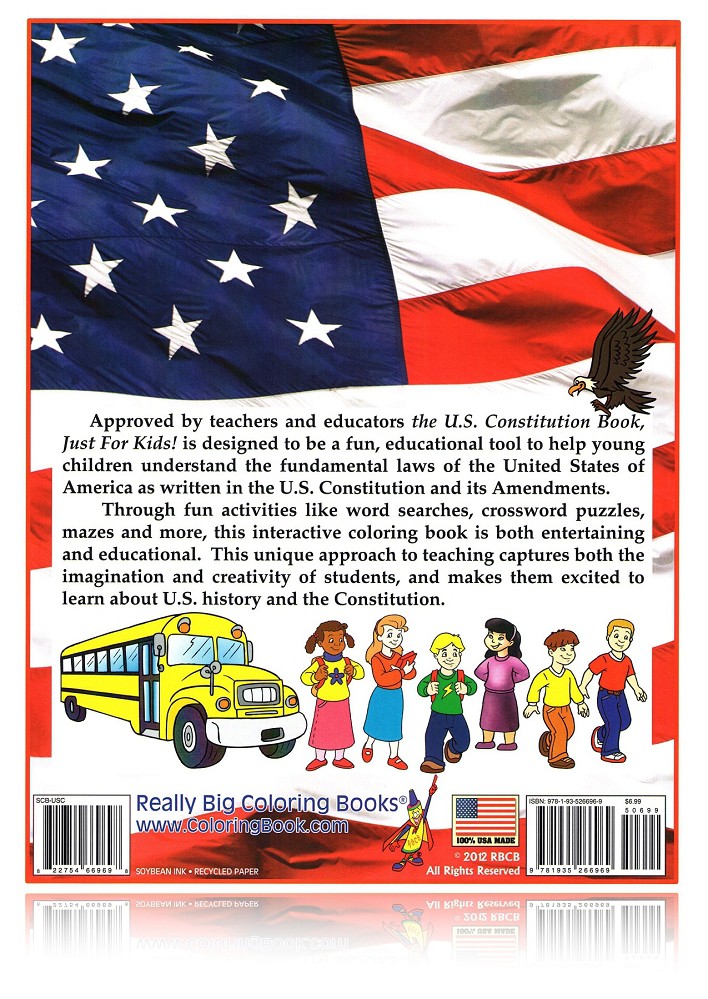 Approved by teachers and educators the U.S. Constitution Book,
Just For Kids! is designed to be a fun, educational tool to help young
children understand the fundamental laws of the United States of
America as written in the U.S. Constitution and its Amendments.
Through fun activities like word searches, crossword puzzles,
mazes and more, this interactive coloring book is both entertaining
and educational. This unique approach to teaching captures both the
imagination and creativity of students, and makes them excited to
learn about U.S. history and the Constitution.
SCB-USC
8 22754 66969 8
Really Big Coloring Books®
www.ColoringBook.com
SOYBEAN INK • RECYCLED PAPER
RBCB
100% USA MADE
© 2012 RBCB
All Rights Reserved
ISBN: 978-1-93-526696-9 $6.99
50699
9 781935 266969